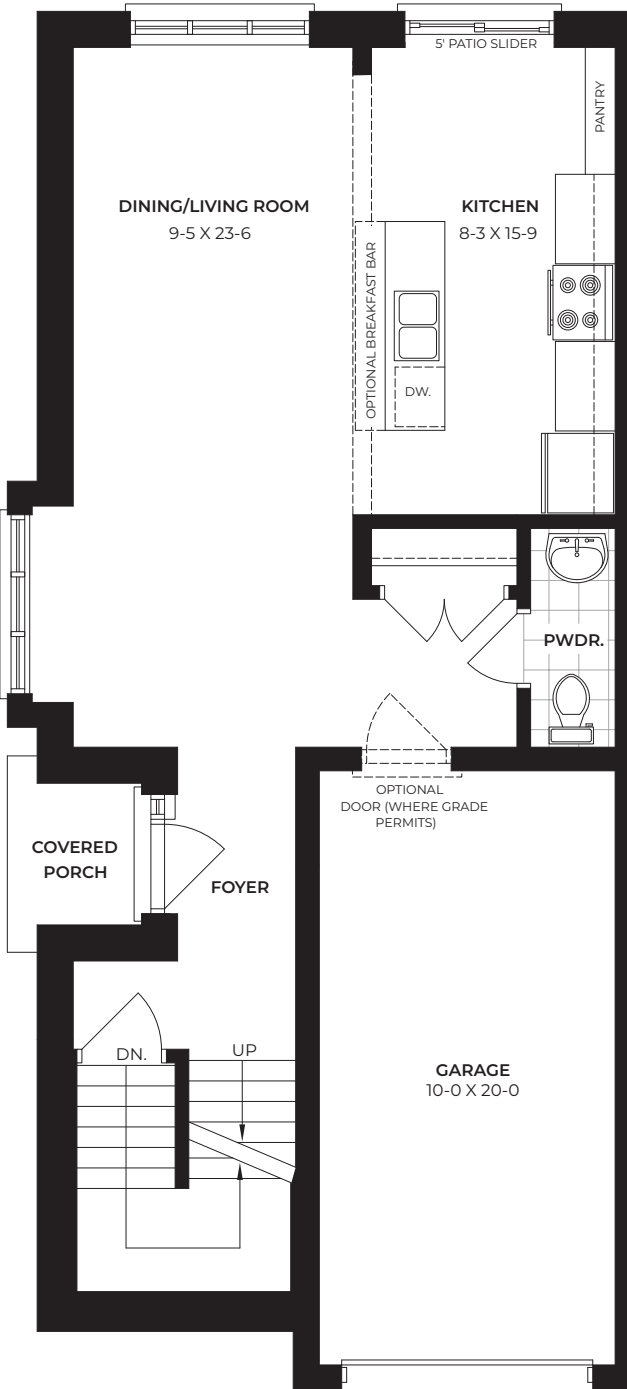 5' PATIO SLIDER
PANTRY
DINING/LIVING ROOM
9-5 X 23-6
KITCHEN
8-3 X 15-9
OPTIONAL BREAKFAST BAR
DW.
PWDR.
OPTIONAL
DOOR (WHERE GRADE
PERMITS)
COVERED
PORCH
FOYER
DN.
UP
GARAGE
10-0 X 20-0